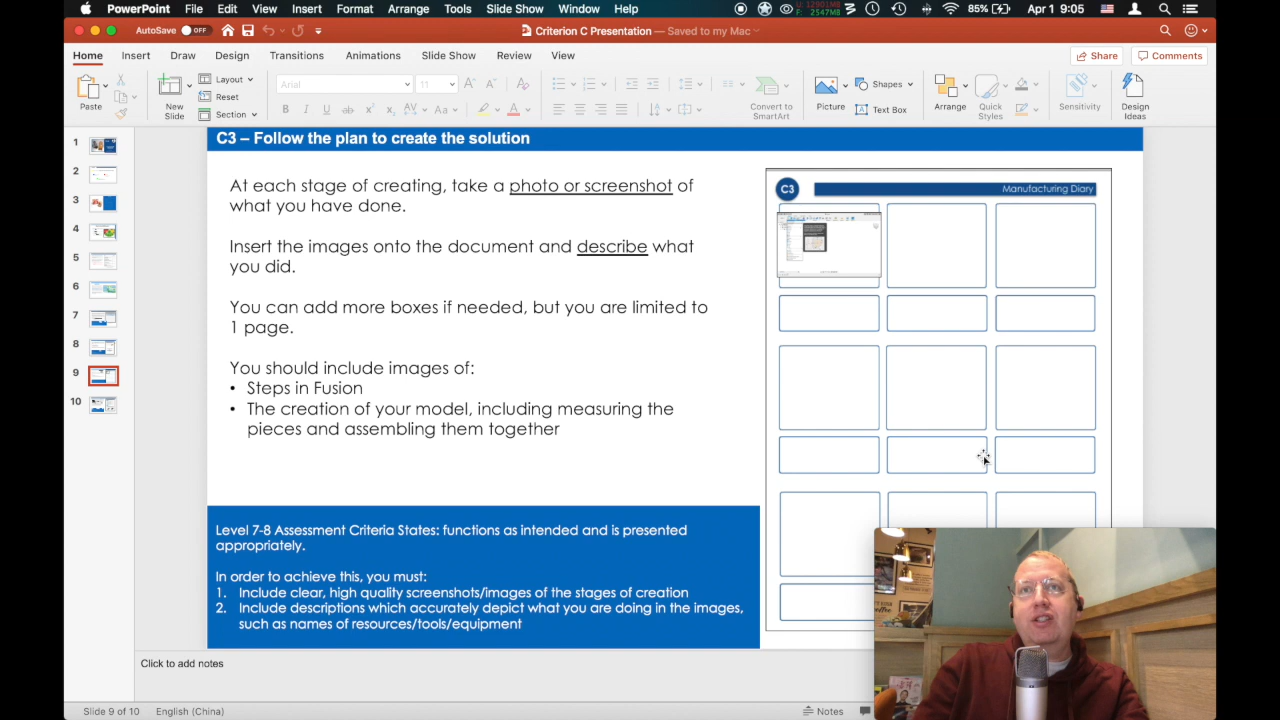 PowerPoint File Edit View Insert Format Arrange Tools Slide Show Window Help
85% Apr 1 9:05
AutoSave OFF
Criterion C Presentation — Saved to my Mac
Home Insert Draw Design Transitions Animations Slide Show Review View
Share Comments
Paste
New Slide
Layout
Reset
Section
Arial 11
Convert to SmartArt
Picture
Shapes
Text Box
Arrange
Quick Styles
Sensitivity
Design Ideas
1
2
3
4
5
6
7
8
9
10
C3 – Follow the plan to create the solution
At each stage of creating, take a photo or screenshot of
what you have done.
Insert the images onto the document and describe what
you did.
You can add more boxes if needed, but you are limited to
1 page.
You should include images of:
• Steps in Fusion
• The creation of your model, including measuring the
pieces and assembling them together
Level 7-8 Assessment Criteria States: functions as intended and is presented
appropriately.
In order to achieve this, you must:
1. Include clear, high quality screenshots/images of the stages of creation
2. Include descriptions which accurately depict what you are doing in the images,
such as names of resources/tools/equipment
C3
Manufacturing Diary
Click to add notes
Slide 9 of 10 English (China)
Notes